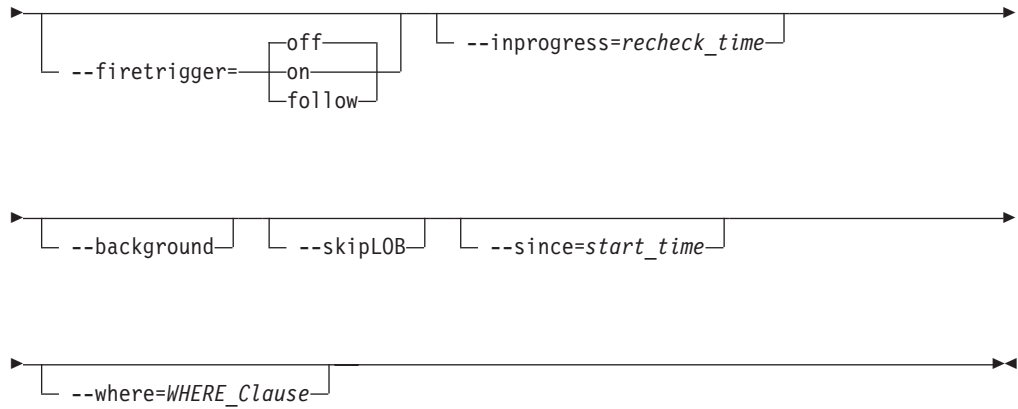 off
--inprogress=recheck_time
--firetrigger=
on
follow
--background
--skipLOB
--since=start_time
--where=WHERE_Clause